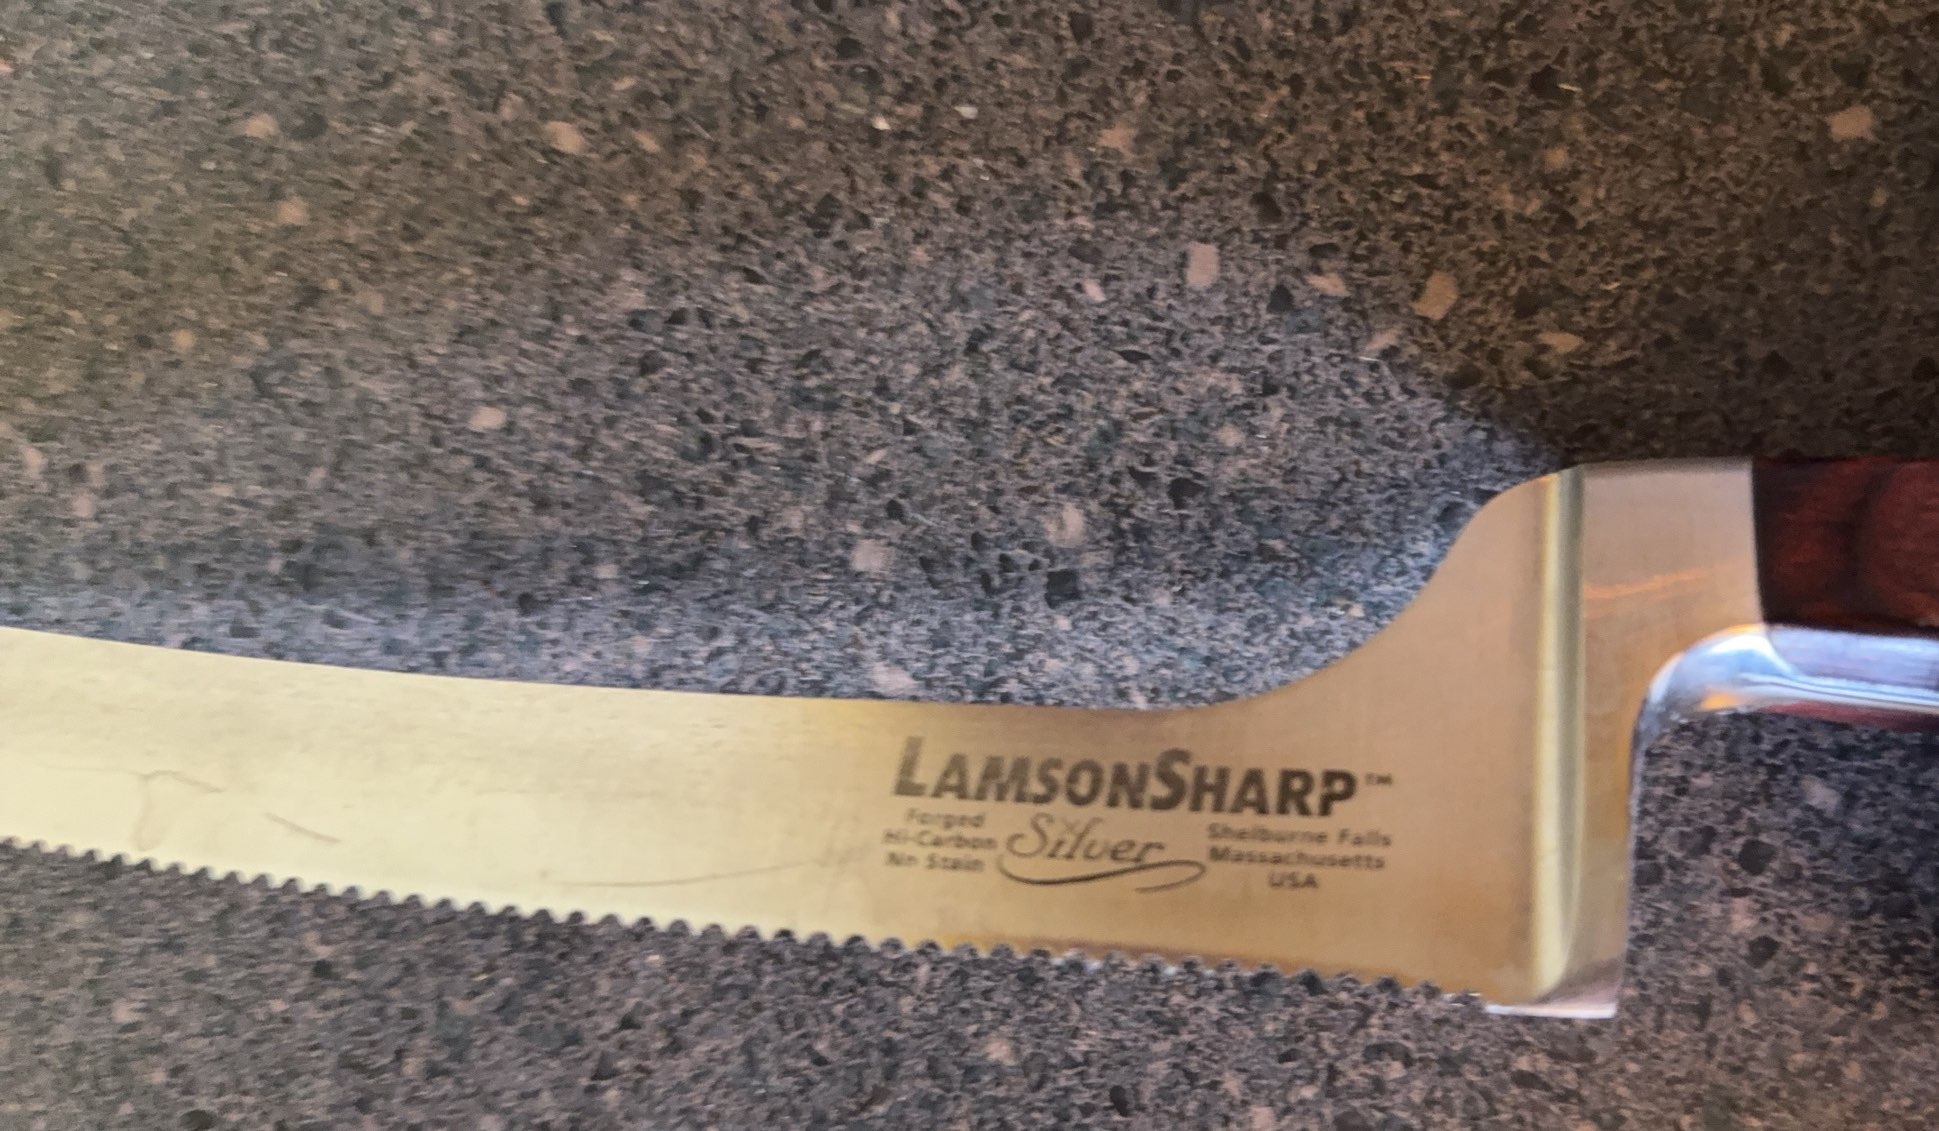 LAMSONSHARP™
Forged
Hi-Carbon
No Stain
Silver
Shelburne Falls
Massachusetts
USA